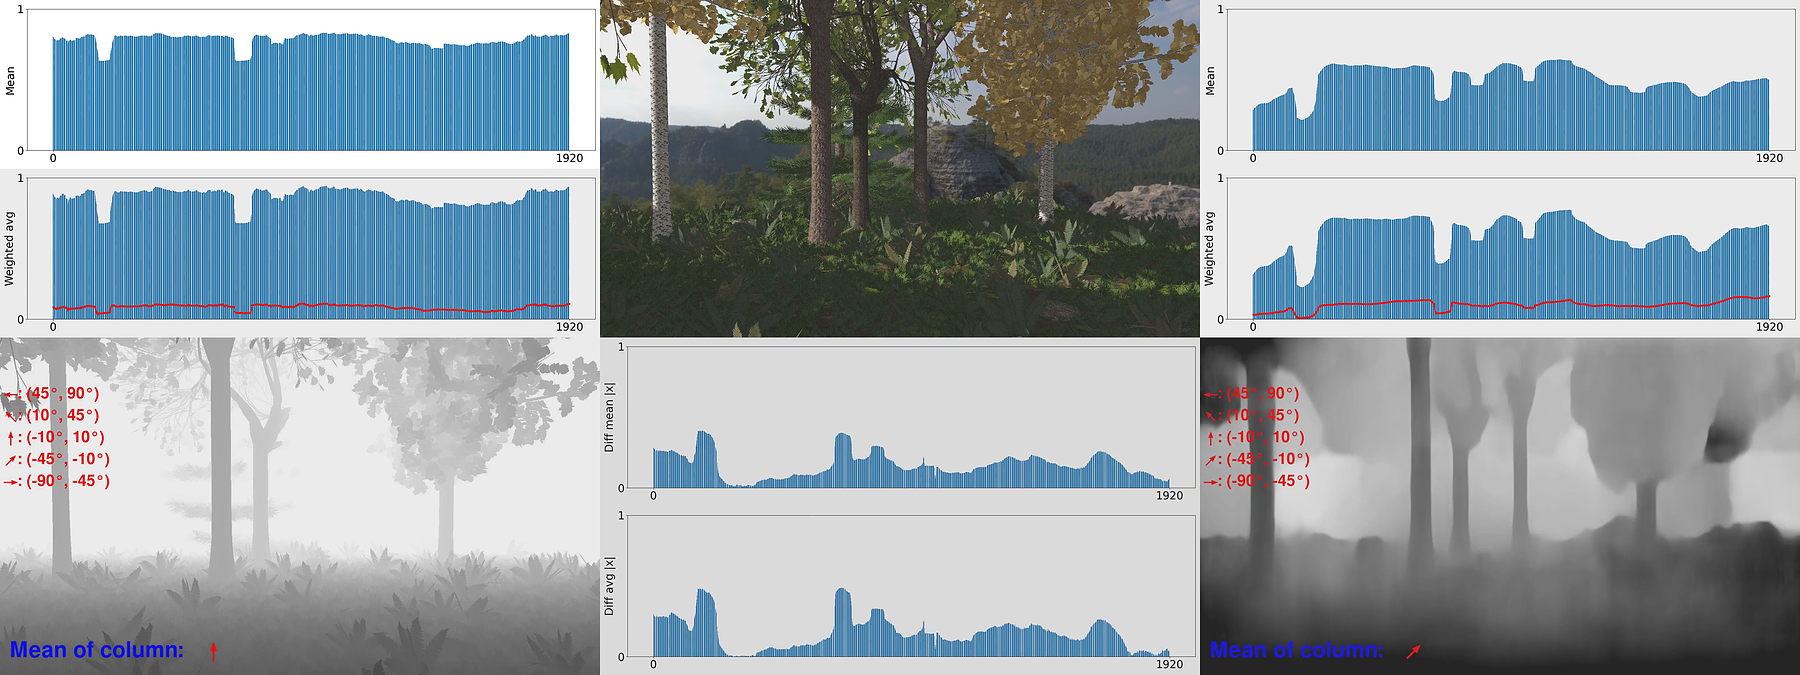 1
Mean
0
0
1920
1
Weighted avg
0
0
1920
←: (45°, 90°)
↖: (10°, 45°)
↑: (-10°, 10°)
↗: (-45°, -10°)
→: (-90°, -45°)
Mean of column: ↑
1
Diff mean |x|
0
0
1920
1
Diff avg |x|
0
0
1920
1
Mean
0
0
1920
1
Weighted avg
0
0
1920
←: (45°, 90°)
↖: (10°, 45°)
↑: (-10°, 10°)
↗: (-45°, -10°)
→: (-90°, -45°)
Mean of column: ↗